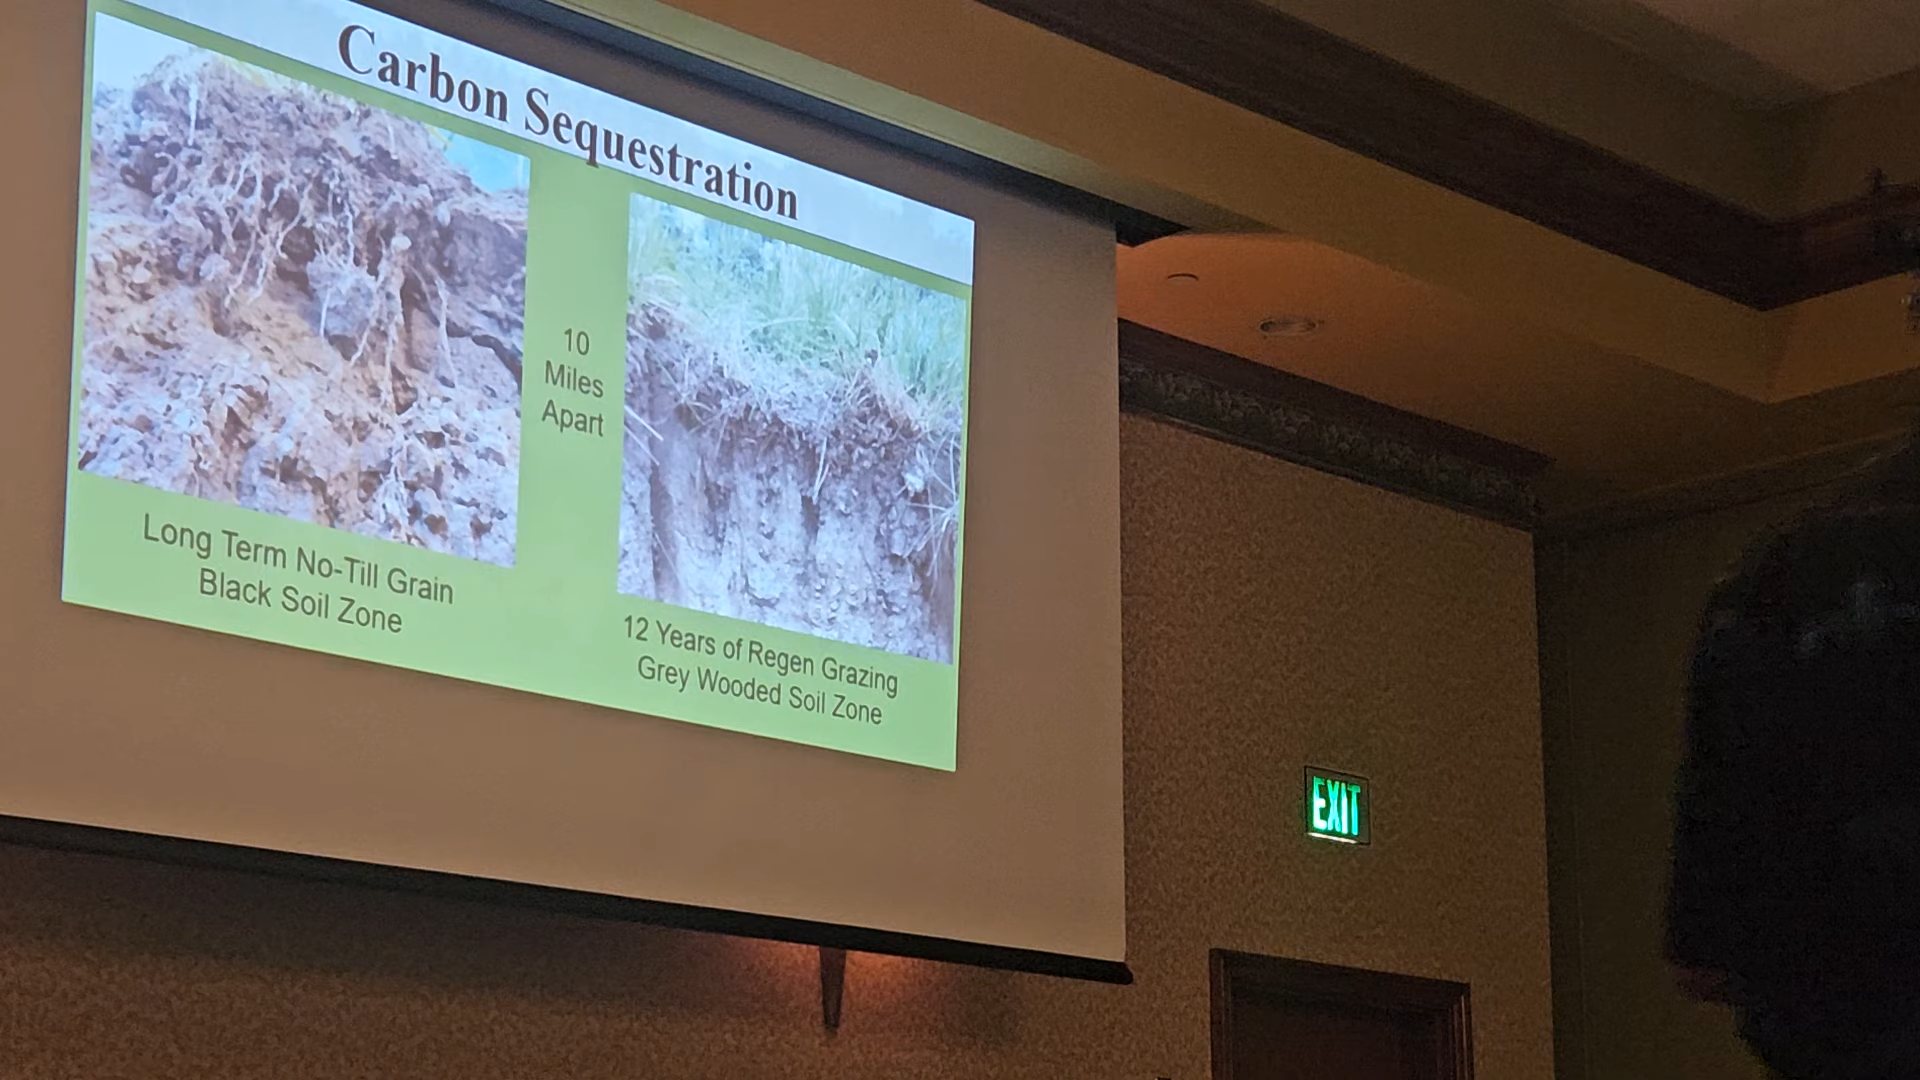 Carbon Sequestration
10
Miles
Apart
Long Term No-Till Grain
Black Soil Zone
12 Years of Regen Grazing
Grey Wooded Soil Zone
EXIT